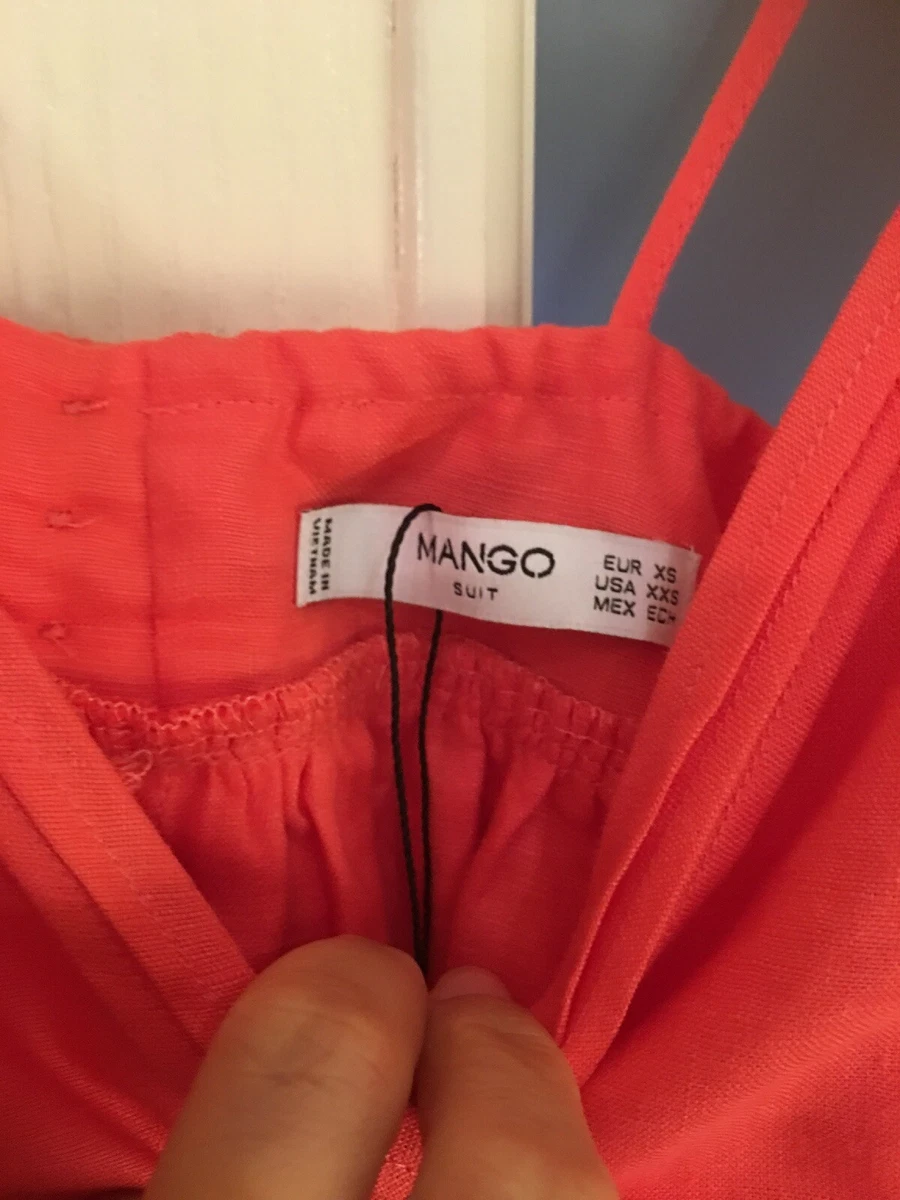 MADE IN
VIETNAM
MANGO
SUIT
EUR XS
USA XXS
MEX ECH